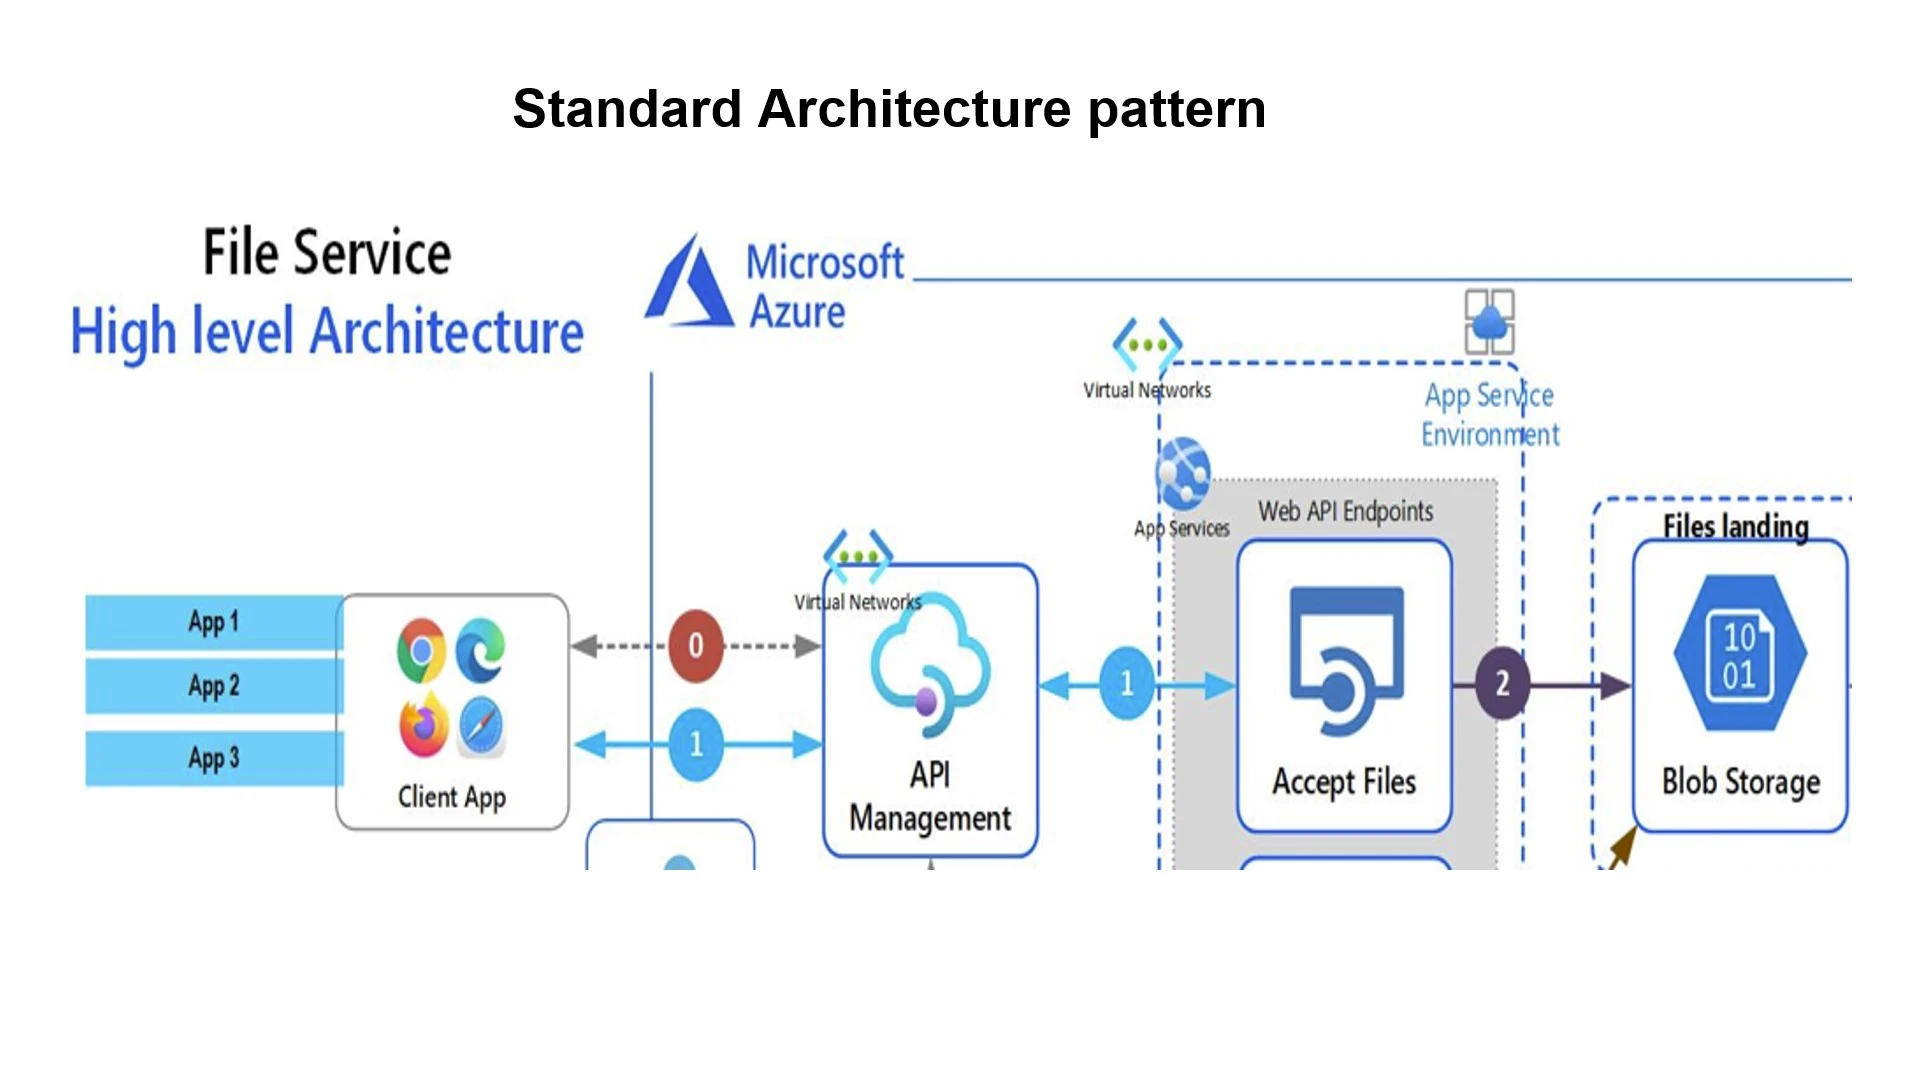 Standard Architecture pattern
File Service
High level Architecture
Microsoft
Azure
Virtual Networks
App Service
Environment
App Services
Web API Endpoints
Files landing
Virtual Networks
App 1
App 2
App 3
Client App
0
1
API
Management
1
Accept Files
2
10
01
Blob Storage